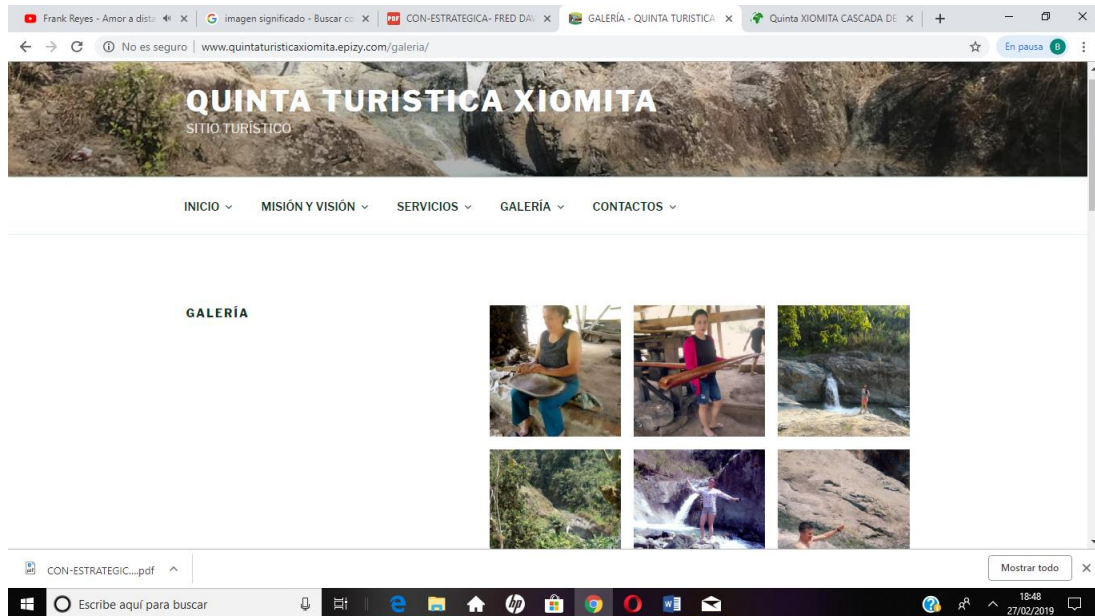 Frank Reyes - Amor a dista
imagen significado - Buscar co
CON-ESTRATEGICA- FRED DAV
GALERÍA - QUINTA TURISTICA
Quinta XIOMITA CASCADA DE
No es seguro | www.quintaturisticaxiomita.epizy.com/galeria/
En pausa B
QUINTA TURISTICA XIOMITA
SITIO TURÍSTICO
INICIO MISIÓN Y VISIÓN SERVICIOS GALERÍA CONTACTOS
GALERÍA
CON-ESTRATEGIC....pdf
Mostrar todo
Escribe aquí para buscar
18:48
27/02/2019